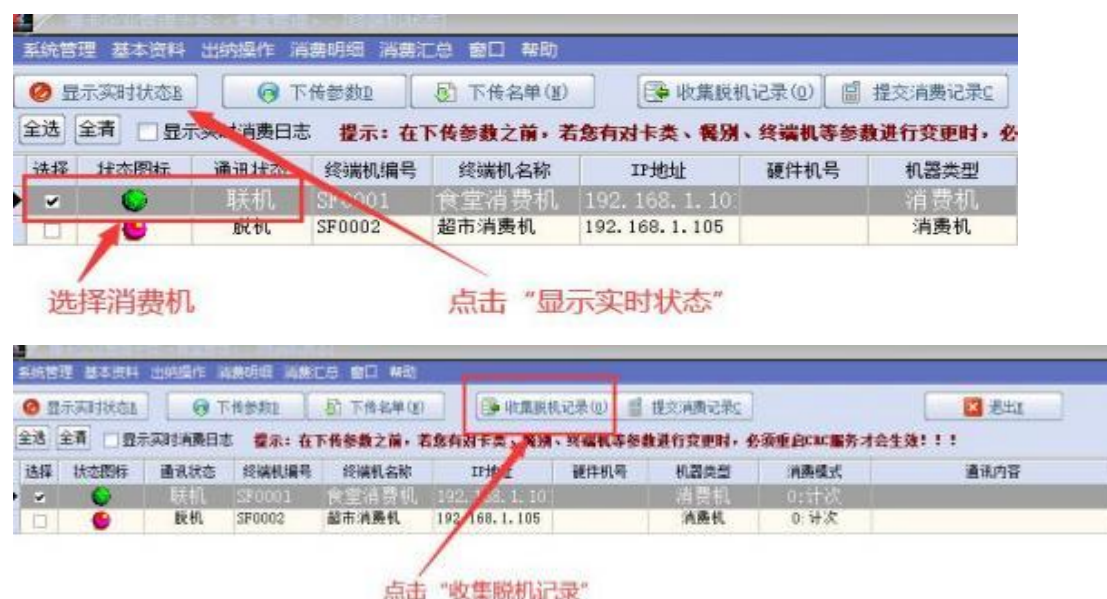 系统管理 基本资料 出纳操作 消费明细 消费汇总 窗口 帮助
显示实时状态R 下传参数D 下传名单(N) 收集脱机记录(O) 提交消费记录C
全选 全清 显示实时消费日志 提示：在下传参数之前，若您有对卡类、餐别、终端机等参数进行变更时，必
选择 状态图标 通讯状态 终端机编号 终端机名称 IP地址 硬件机号 机器类型
联机 SF0001 食堂消费机 192.168.1.10 消费机
脱机 SF0002 超市消费机 192.168.1.105 消费机
选择消费机 点击“显示实时状态”
系统管理 基本资料 出纳操作 消费明细 消费汇总 窗口 帮助
显示实时状态R 下传参数D 下传名单(N) 收集脱机记录(O) 提交消费记录C 退出X
全选 全清 显示实时消费日志 提示：在下传参数之前，若您有对卡类、餐别、终端机等参数进行变更时，必须重启CAC服务才会生效！！！
选择 状态图标 通讯状态 终端机编号 终端机名称 IP地址 硬件机号 机器类型 消费模式 通讯内容
联机 SF0001 食堂消费机 192.168.1.10 消费机 0:计次
脱机 SF0002 超市消费机 192.168.1.105 消费机 0:计次
点击“收集脱机记录”